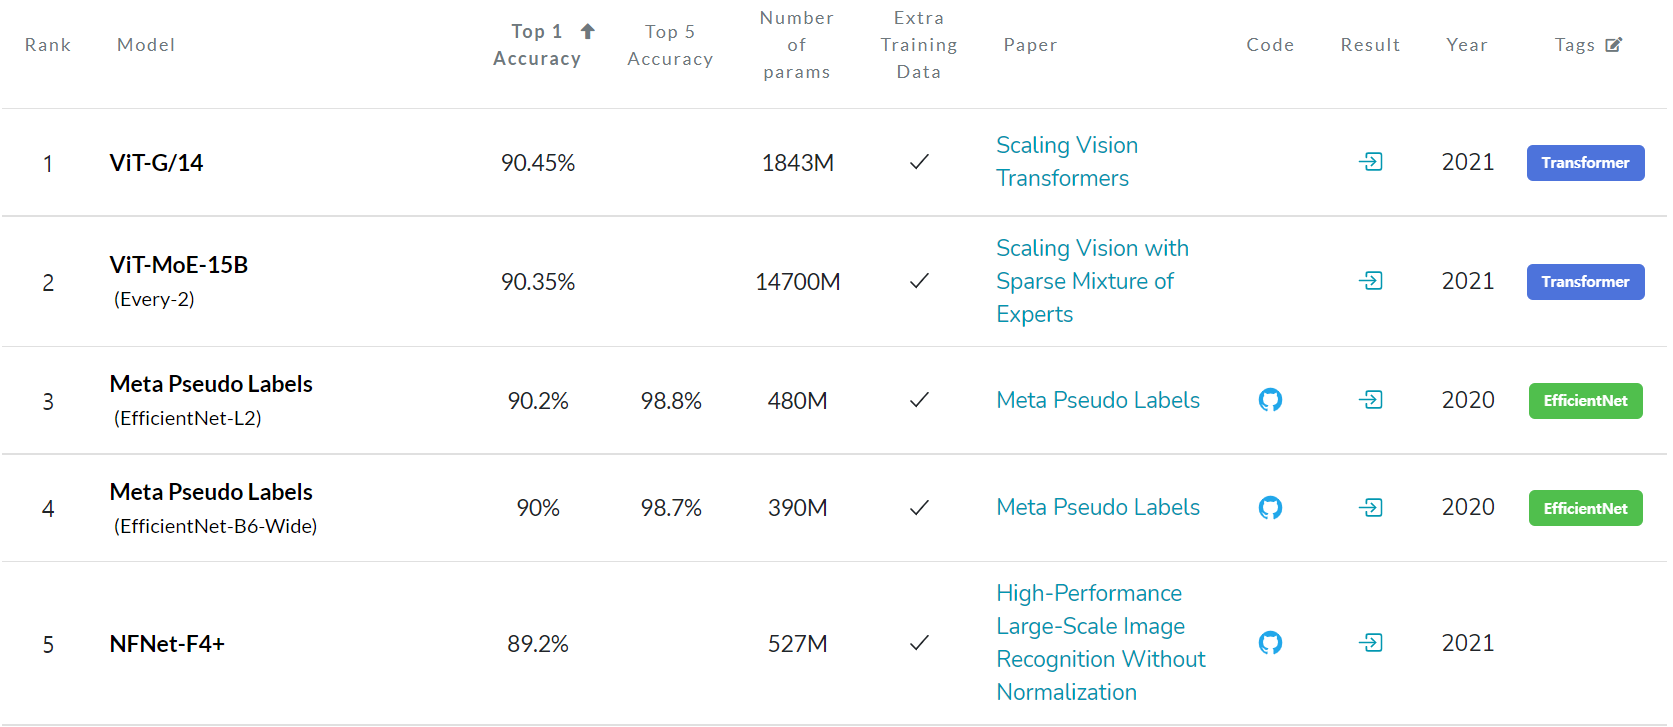 Rank Model Top 1 Accuracy Top 5 Accuracy Number of params Extra Training Data Paper Code Result Year Tags
1 ViT-G/14 90.45% 1843M ✓ Scaling Vision Transformers 2021 Transformer
2 ViT-MoE-15B (Every-2) 90.35% 14700M ✓ Scaling Vision with Sparse Mixture of Experts 2021 Transformer
3 Meta Pseudo Labels (EfficientNet-L2) 90.2% 98.8% 480M ✓ Meta Pseudo Labels 2020 EfficientNet
4 Meta Pseudo Labels (EfficientNet-B6-Wide) 90% 98.7% 390M ✓ Meta Pseudo Labels 2020 EfficientNet
5 NFNet-F4+ 89.2% 527M ✓ High-Performance Large-Scale Image Recognition Without Normalization 2021